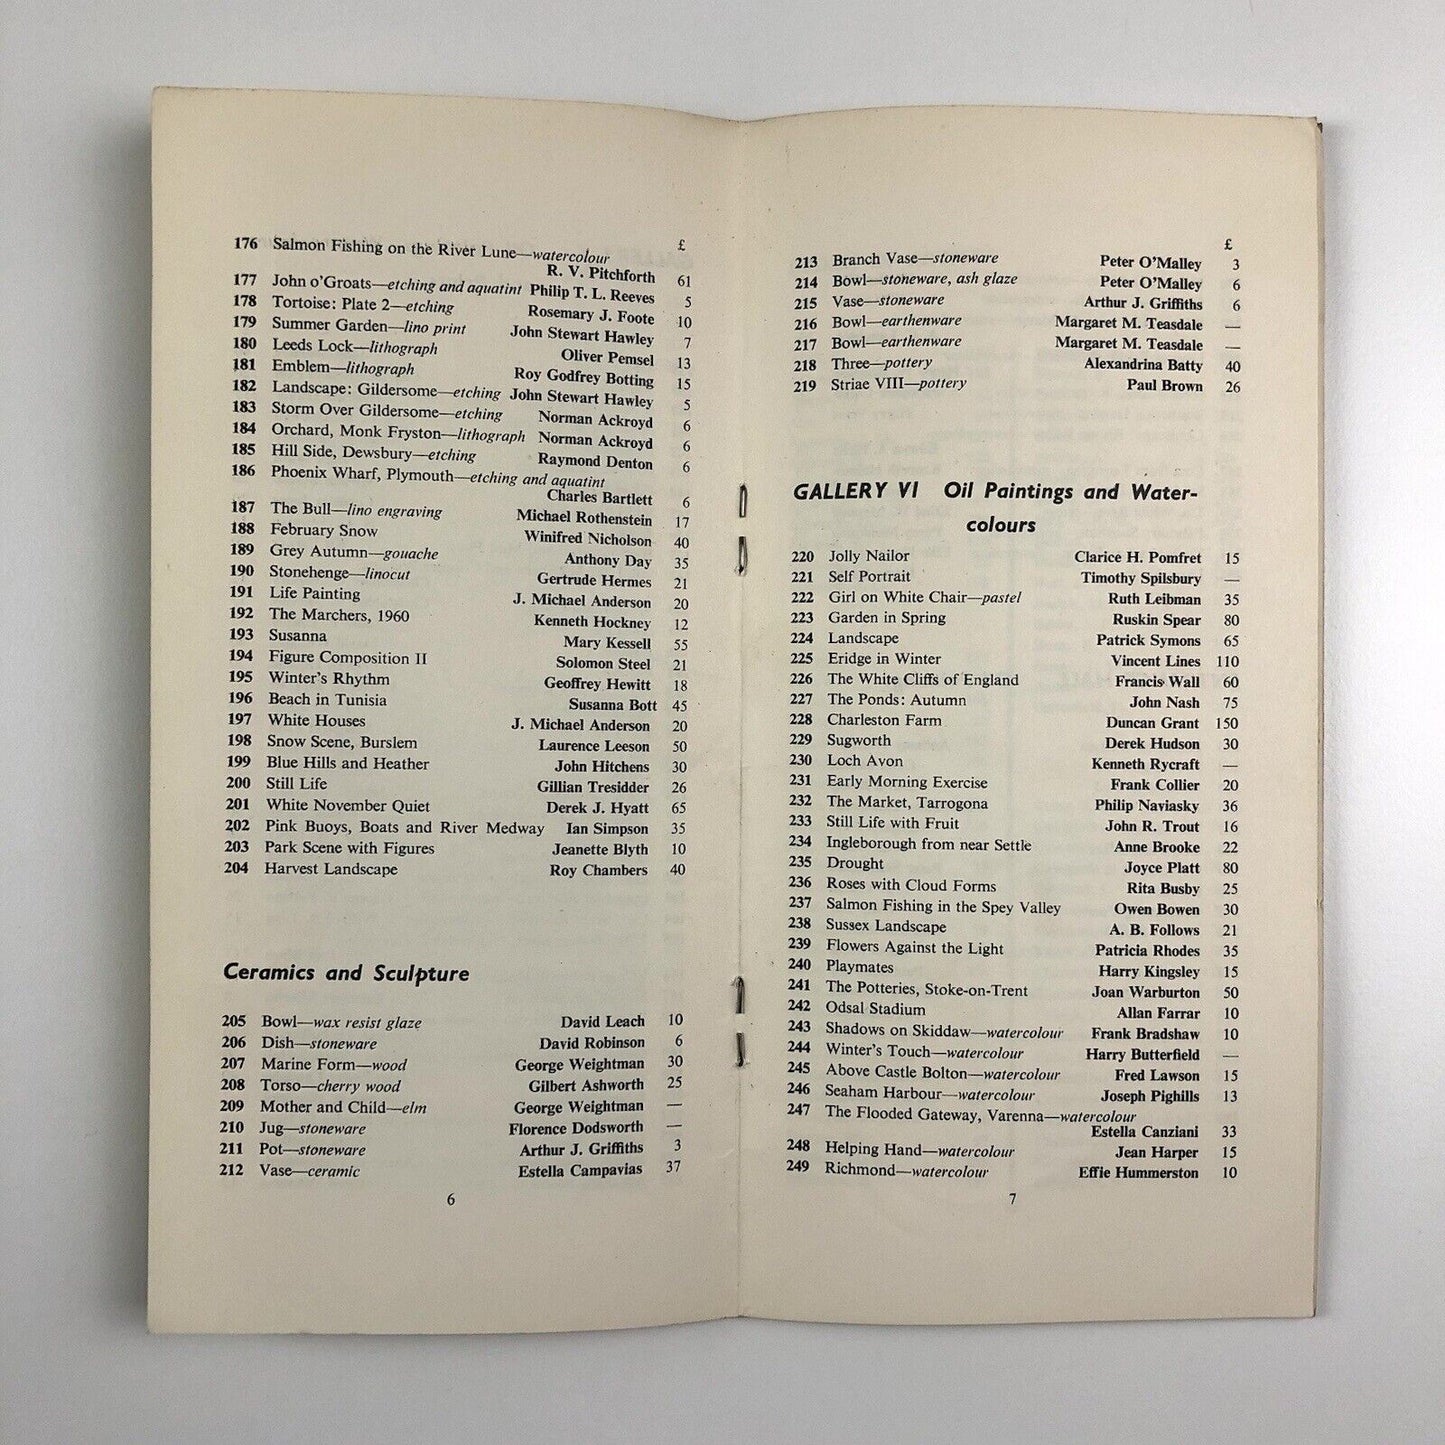 £
176 Salmon Fishing on the River Lune—watercolour
R. V. Pitchforth 61
177 John o'Groats—etching and aquatint Philip T. L. Reeves 5
178 Tortoise: Plate 2—etching Rosemary J. Foote 10
179 Summer Garden—lino print John Stewart Hawley 7
180 Leeds Lock—lithograph Oliver Pemsel 13
181 Emblem—lithograph Roy Godfrey Botting 15
182 Landscape: Gildersome—etching John Stewart Hawley 5
183 Storm Over Gildersome—etching Norman Ackroyd 6
184 Orchard, Monk Fryston—lithograph Norman Ackroyd 6
185 Hill Side, Dewsbury—etching Raymond Denton 6
186 Phoenix Wharf, Plymouth—etching and aquatint
Charles Bartlett 6
187 The Bull—lino engraving Michael Rothenstein 17
188 February Snow Winifred Nicholson 40
189 Grey Autumn—gouache Anthony Day 35
190 Stonehenge—linocut Gertrude Hermes 21
191 Life Painting J. Michael Anderson 20
192 The Marchers, 1960 Kenneth Hockney 12
193 Susanna Mary Kessell 55
194 Figure Composition II Solomon Steel 21
195 Winter's Rhythm Geoffrey Hewitt 18
196 Beach in Tunisia Susanna Bott 45
197 White Houses J. Michael Anderson 20
198 Snow Scene, Burslem Laurence Leeson 50
199 Blue Hills and Heather John Hitchens 30
200 Still Life Gillian Tresidder 26
201 White November Quiet Derek J. Hyatt 65
202 Pink Buoys, Boats and River Medway Ian Simpson 35
203 Park Scene with Figures Jeanette Blyth 10
204 Harvest Landscape Roy Chambers 40
Ceramics and Sculpture
205 Bowl—wax resist glaze David Leach 10
206 Dish—stoneware David Robinson 6
207 Marine Form—wood George Weightman 30
208 Torso—cherry wood Gilbert Ashworth 25
209 Mother and Child—elm George Weightman —
210 Jug—stoneware Florence Dodsworth —
211 Pot—stoneware Arthur J. Griffiths 3
212 Vase—ceramic Estella Campavias 37
6
£
213 Branch Vase—stoneware Peter O'Malley 3
214 Bowl—stoneware, ash glaze Peter O'Malley 6
215 Vase—stoneware Arthur J. Griffiths 6
216 Bowl—earthenware Margaret M. Teasdale —
217 Bowl—earthenware Margaret M. Teasdale —
218 Three—pottery Alexandrina Batty 40
219 Striae VIII—pottery Paul Brown 26
GALLERY VI Oil Paintings and Water-
colours
220 Jolly Nailor Clarice H. Pomfret 15
221 Self Portrait Timothy Spilsbury —
222 Girl on White Chair—pastel Ruth Leibman 35
223 Garden in Spring Ruskin Spear 80
224 Landscape Patrick Symons 65
225 Eridge in Winter Vincent Lines 110
226 The White Cliffs of England Francis Wall 60
227 The Ponds: Autumn John Nash 75
228 Charleston Farm Duncan Grant 150
229 Sugworth Derek Hudson 30
230 Loch Avon Kenneth Rycraft —
231 Early Morning Exercise Frank Collier 20
232 The Market, Tarrogona Philip Naviasky 36
233 Still Life with Fruit John R. Trout 16
234 Ingleborough from near Settle Anne Brooke 22
235 Drought Joyce Platt 80
236 Roses with Cloud Forms Rita Busby 25
237 Salmon Fishing in the Spey Valley Owen Bowen 30
238 Sussex Landscape A. B. Follows 21
239 Flowers Against the Light Patricia Rhodes 35
240 Playmates Harry Kingsley 15
241 The Potteries, Stoke-on-Trent Joan Warburton 50
242 Odsal Stadium Allan Farrar 10
243 Shadows on Skiddaw—watercolour Frank Bradshaw 10
244 Winter's Touch—watercolour Harry Butterfield —
245 Above Castle Bolton—watercolour Fred Lawson 15
246 Seaham Harbour—watercolour Joseph Pighills 13
247 The Flooded Gateway, Varenna—watercolour
Estella Canziani 33
248 Helping Hand—watercolour Jean Harper 15
249 Richmond—watercolour Effie Hummerston 10
7